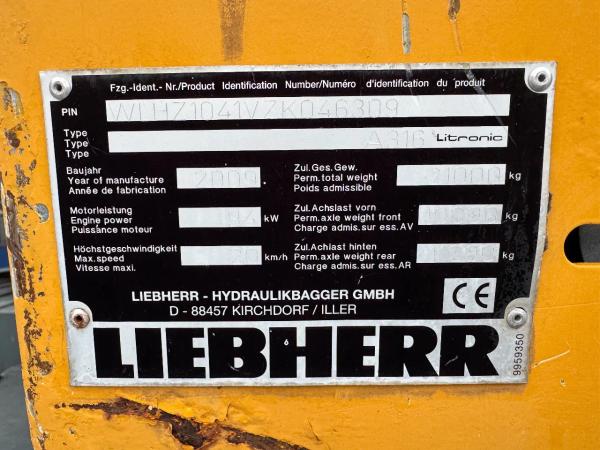 Fzg.-Ident.- Nr./Product Identification Number/Numéro d'identification du produit
PIN WLHZ1041VZK046309
Type
Type A316 Litronic
Type
Baujahr
Year of manufacture 2009
Année de fabrication
Zul.Ges.Gew.
Perm.total weight 21000 kg
Poids admissible
Motorleistung
Engine power kW
Puissance moteur
Zul.Achslast vorn
Perm.axle weight front kg
Charge admis.sur ess.AV
Höchstgeschwindigkeit
Max.speed km/h
Vitesse maxi.
Zul.Achlast hinten
Perm.axle weight rear kg
Charge admis.sur ess.AR
LIEBHERR - HYDRAULIKBAGGER GMBH
D - 88457 KIRCHDORF / ILLER
CE
LIEBHERR
9959350